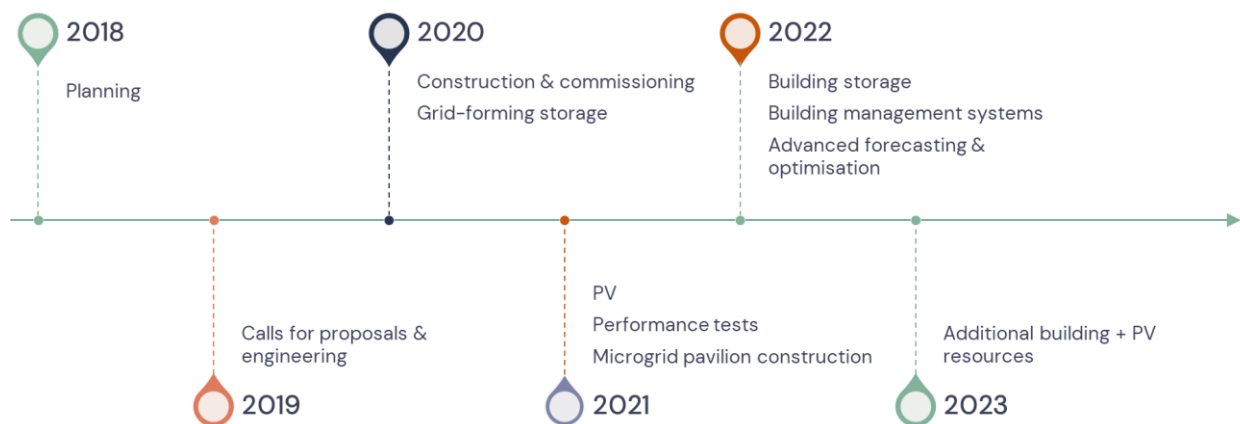 2018
Planning
2020
Construction & commissioning
Grid-forming storage
2022
Building storage
Building management systems
Advanced forecasting &
optimisation
Calls for proposals &
engineering
2019
PV
Performance tests
Microgrid pavilion construction
2021
Additional building + PV
resources
2023